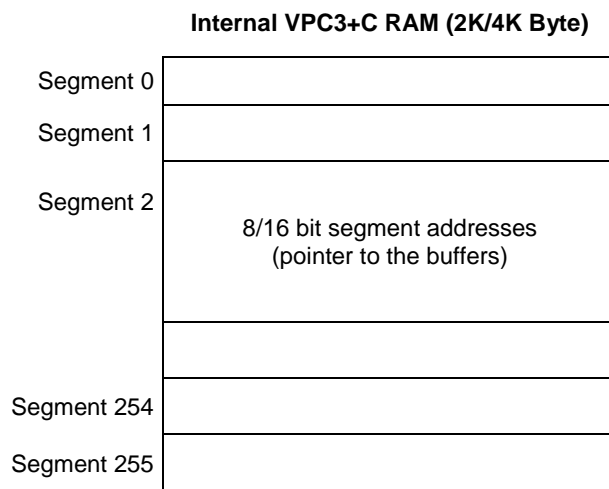 Internal VPC3+C RAM (2K/4K Byte)
Segment 0
Segment 1
Segment 2
8/16 bit segment addresses
(pointer to the buffers)
Segment 254
Segment 255